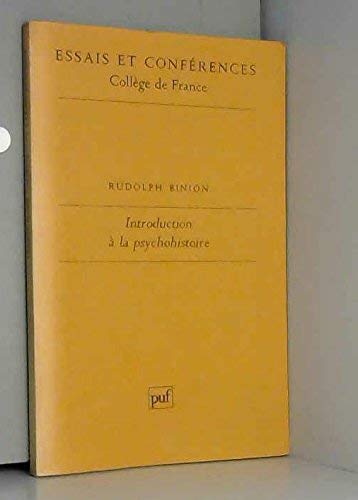 ESSAIS ET CONFÉRENCES
Collège de France
RUDOLPH BINION
Introduction
à la psychohistoire
puf